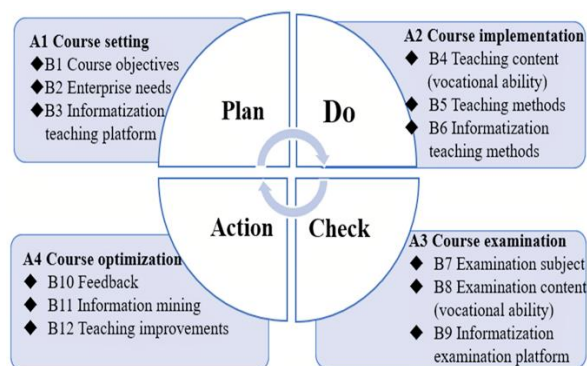 A1 Course setting
◆B1 Course objectives
◆B2 Enterprise needs
◆B3 Informatization
teaching platform
Plan
Do
A2 Course implementation
◆ B4 Teaching content
(vocational ability)
◆ B5 Teaching methods
◆ B6 Informatization
teaching methods
Action
Check
A4 Course optimization
◆ B10 Feedback
◆ B11 Information mining
◆ B12 Teaching improvements
A3 Course examination
◆ B7 Examination subject
◆ B8 Examination content
(vocational ability)
◆ B9 Informatization
examination platform